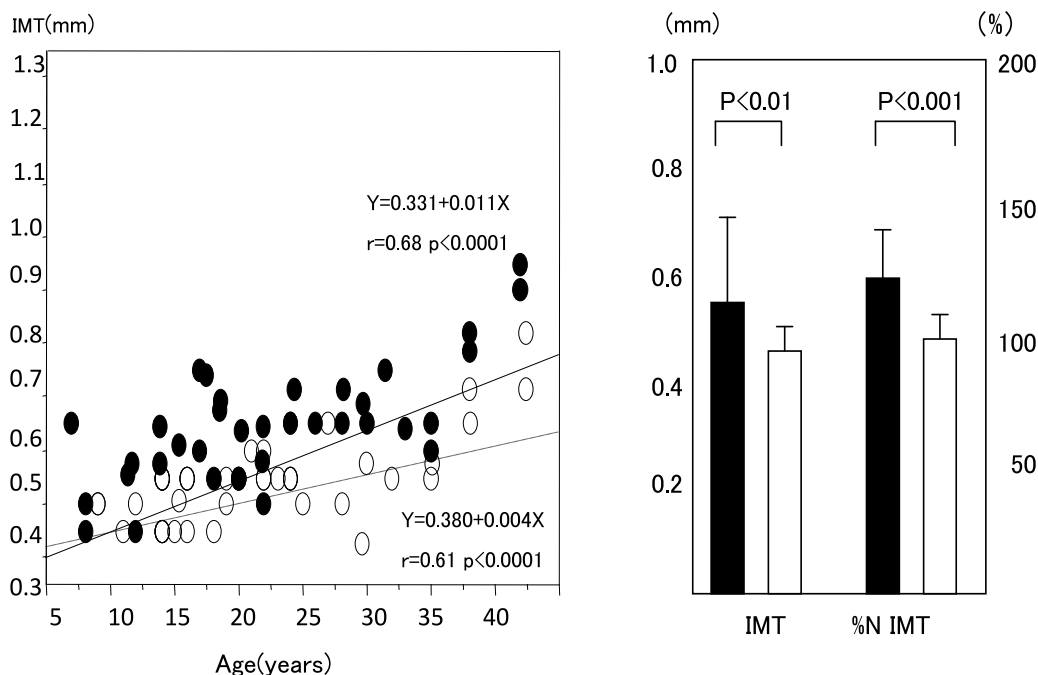 IMT(mm)
1.3
1.2
1.1
1.0
0.9
0.8
0.7
0.6
0.5
0.4
0.3
Y=0.331+0.011X
r=0.68 p<0.0001
Y=0.380+0.004X
r=0.61 p<0.0001
5 10 15 20 25 30 35 40
Age(years)
(mm) (%)
1.0
0.8
0.6
0.4
0.2
P<0.01 P<0.001
200
150
100
50
IMT %N IMT